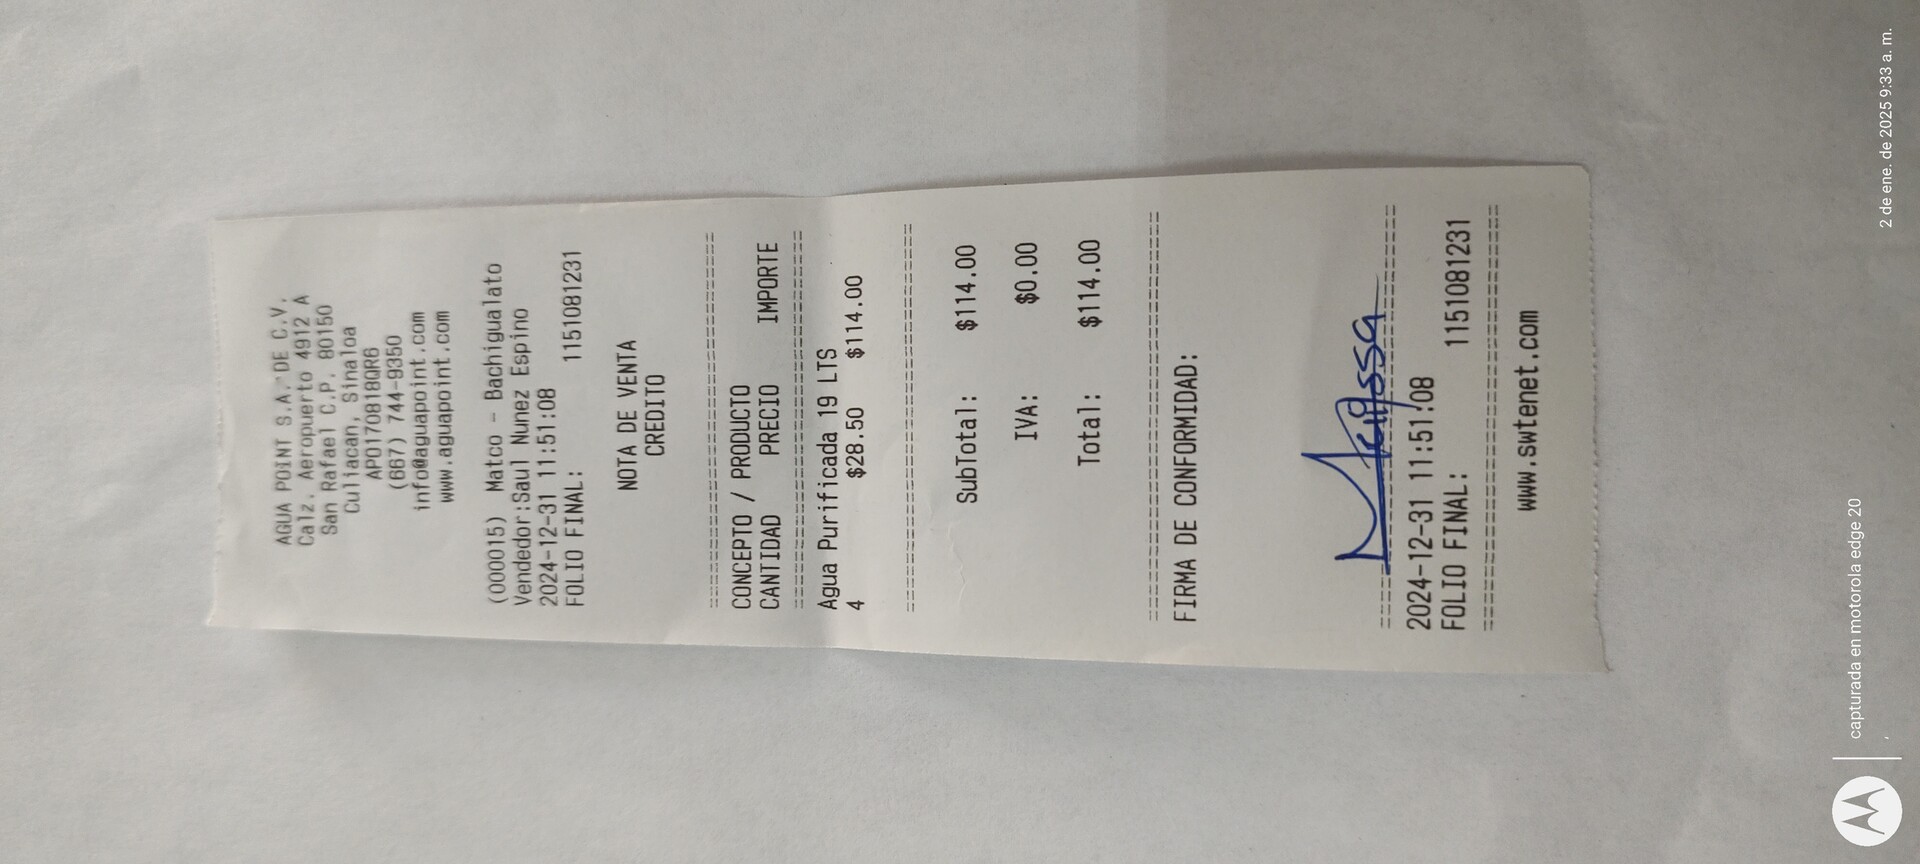 AGUA POINT S.A. DE C.V.
Calz. Aeropuerto 4912 A
San Rafael C.P. 80150
Culiacan, Sinaloa
APO170818QR6
(667) 744-9350
info@aguapoint.com
www.aguapoint.com
(000015) Matco - Bachigualato
Vendedor:Saul Nunez Espino
2024-12-31 11:51:08
FOLIO FINAL: 1151081231
NOTA DE VENTA
CREDITO
================================
CONCEPTO / PRODUCTO
CANTIDAD PRECIO IMPORTE
================================
Agua Purificada 19 LTS
4 $28.50 $114.00
================================
SubTotal: $114.00
IVA: $0.00
Total: $114.00
================================
FIRMA DE CONFORMIDAD:
================================
2024-12-31 11:51:08
FOLIO FINAL: 1151081231
================================
www.swtenet.com
capturada en motorola edge 20
2 de ene. de 2025 9:33 a. m.